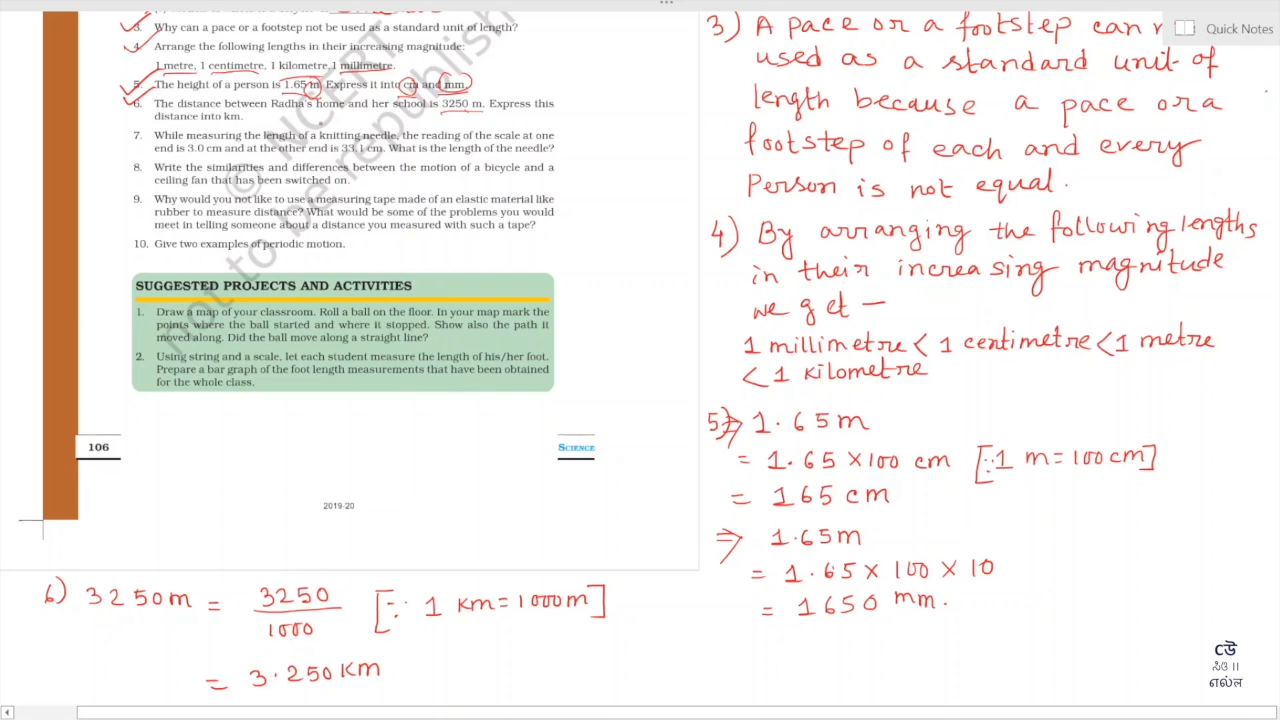 3. Why can a pace or a footstep not be used as a standard unit of length?
4. Arrange the following lengths in their increasing magnitude:
1 metre, 1 centimetre, 1 kilometre, 1 millimetre.
5. The height of a person is 1.65 m. Express it into cm and mm.
6. The distance between Radha's home and her school is 3250 m. Express this
distance into km.
7. While measuring the length of a knitting needle, the reading of the scale at one
end is 3.0 cm and at the other end is 33.1 cm. What is the length of the needle?
8. Write the similarities and differences between the motion of a bicycle and a
ceiling fan that has been switched on.
9. Why would you not like to use a measuring tape made of an elastic material like
rubber to measure distance? What would be some of the problems you would
meet in telling someone about a distance you measured with such a tape?
10. Give two examples of periodic motion.
© NCERT
not to be republish
SUGGESTED PROJECTS AND ACTIVITIES
1. Draw a map of your classroom. Roll a ball on the floor. In your map mark the
points where the ball started and where it stopped. Show also the path it
moved along. Did the ball move along a straight line?
2. Using string and a scale, let each student measure the length of his/her foot.
Prepare a bar graph of the foot length measurements that have been obtained
for the whole class.
106
SCIENCE
2019-20
6) 3250m = 3250/1000 [∵ 1 Km = 1000m]
= 3.250 Km
Quick Notes
3) A pace or a footstep can
used as a standard unit of
length because a pace or a
footstep of each and every
Person is not equal.
4) By arranging the following lengths
in their increasing magnitude
we get —
1 millimetre < 1 centimetre < 1 metre
< 1 kilometre
5) ⇒ 1.65m
= 1.65 × 100 cm [∵ 1 m = 100 cm]
= 165 cm
⇒ 1.65m
= 1.65 × 100 × 10
= 1650 mm.